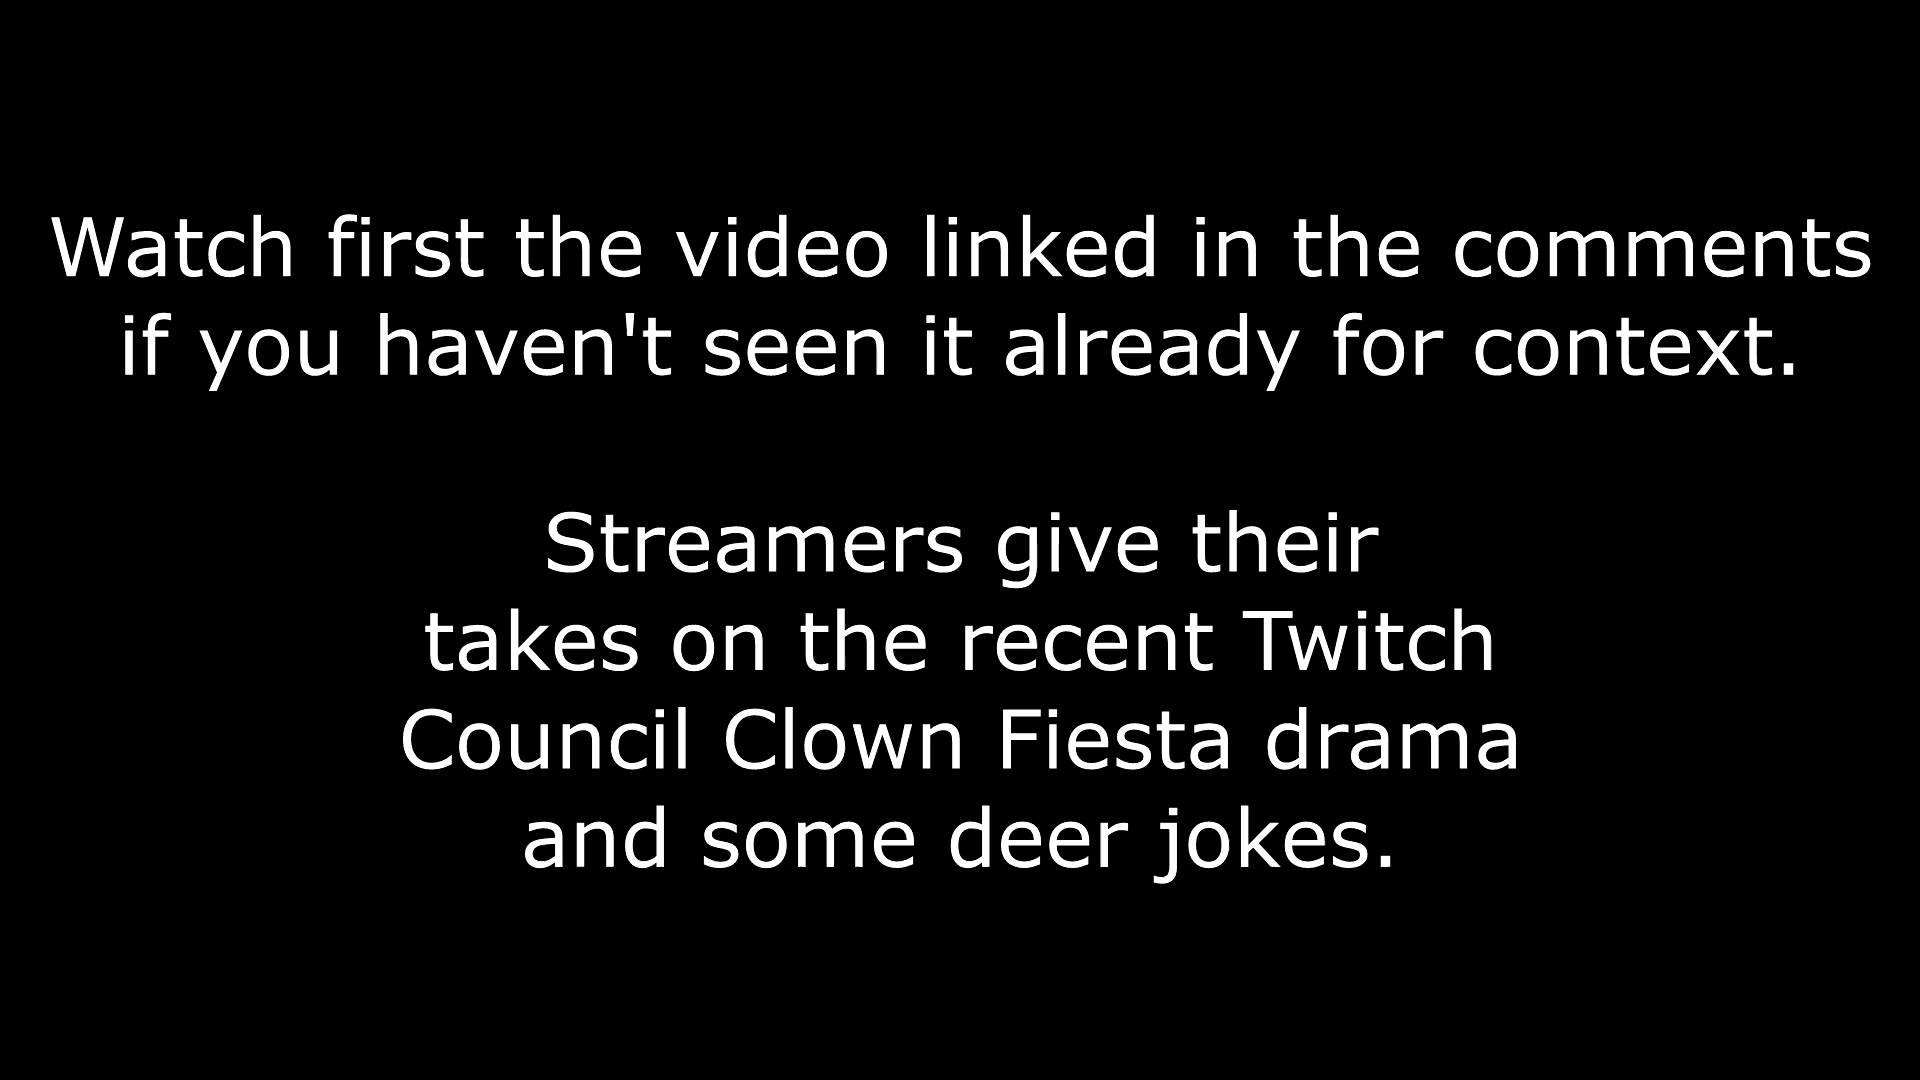 Watch first the video linked in the comments
if you haven't seen it already for context.
Streamers give their
takes on the recent Twitch
Council Clown Fiesta drama
and some deer jokes.